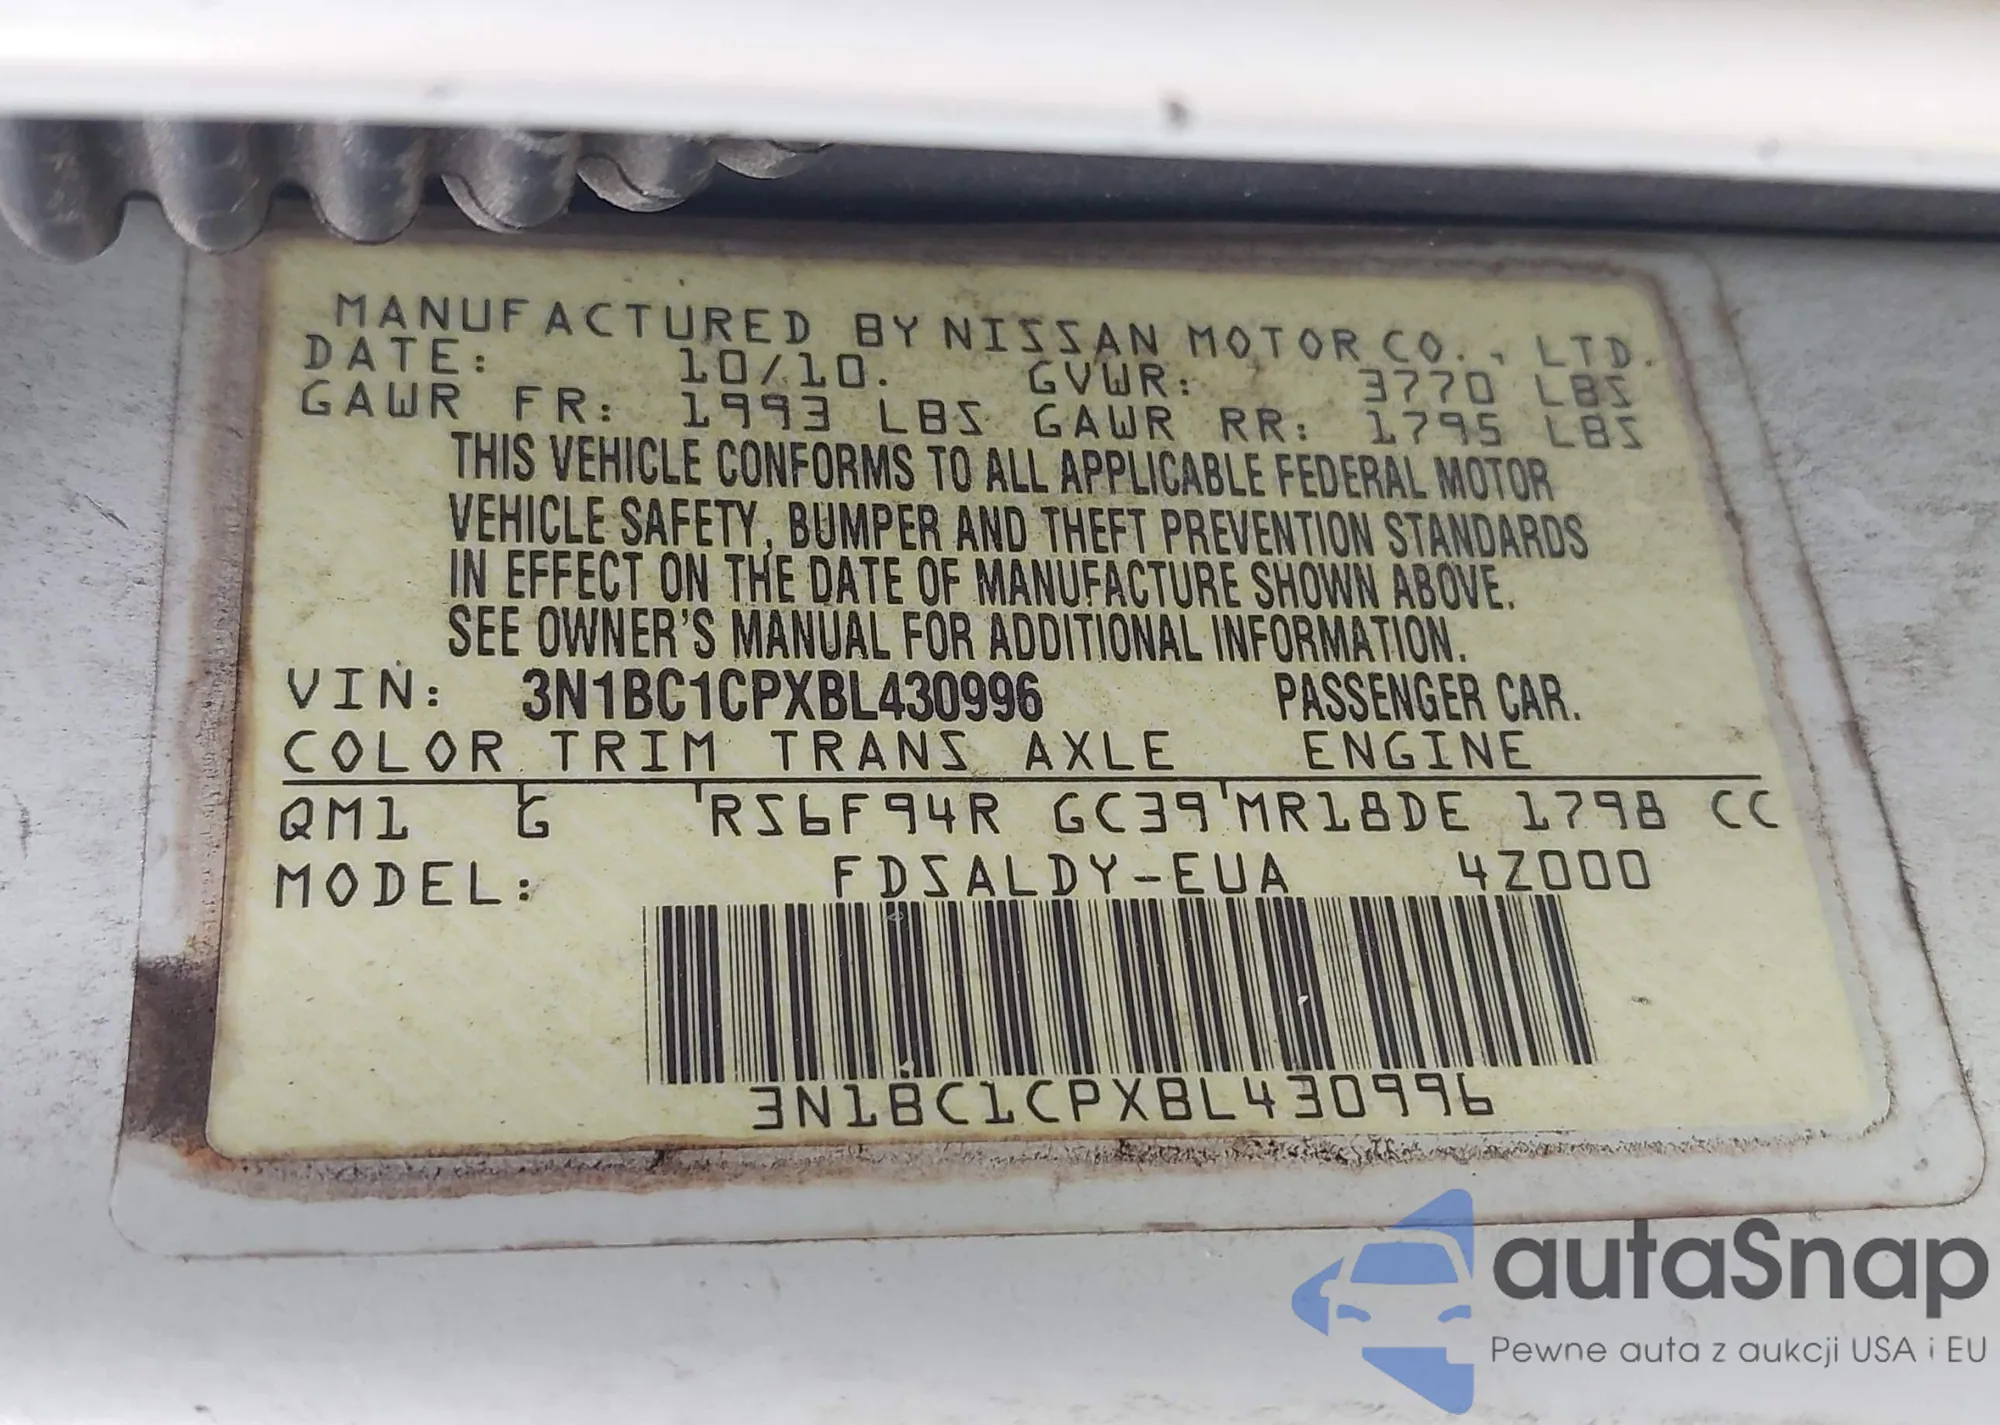 MANUFACTURED BY NISSAN MOTOR CO., LTD.
DATE: 10/10. GVWR: 3770 LBS
GAWR FR: 1993 LBS GAWR RR: 1795 LBS
THIS VEHICLE CONFORMS TO ALL APPLICABLE FEDERAL MOTOR
VEHICLE SAFETY, BUMPER AND THEFT PREVENTION STANDARDS
IN EFFECT ON THE DATE OF MANUFACTURE SHOWN ABOVE.
SEE OWNER'S MANUAL FOR ADDITIONAL INFORMATION.
VIN: 3N1BC1CPXBL430996 PASSENGER CAR.
COLOR TRIM TRANS AXLE ENGINE
QM1 G RS6F94R GC39 MR18DE 1798 CC
MODEL: FDSALDY-EUA 4Z000
3N1BC1CPXBL430996
autaSnap
Pewne auta z aukcji USA i EU